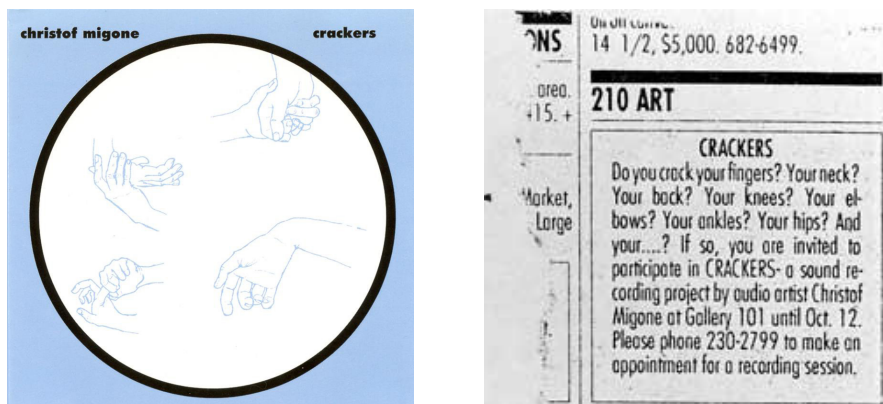 christof migone
crackers
14 1/2, $5,000. 682-6499.
area.
+15. +
210 ART
Market,
Large
CRACKERS
Do you crack your fingers? Your neck?
Your back? Your knees? Your el-
bows? Your ankles? Your hips? And
your....? If so, you are invited to
participate in CRACKERS- a sound re-
cording project by audio artist Christof
Migone at Gallery 101 until Oct. 12.
Please phone 230-2799 to make an
appointment for a recording session.